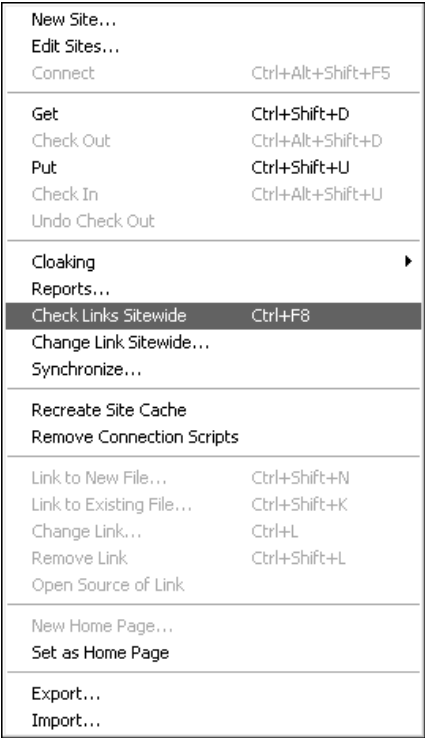 New Site...
Edit Sites...
Connect Ctrl+Alt+Shift+F5
Get Ctrl+Shift+D
Check Out Ctrl+Alt+Shift+D
Put Ctrl+Shift+U
Check In Ctrl+Alt+Shift+U
Undo Check Out
Cloaking
Reports...
Check Links Sitewide Ctrl+F8
Change Link Sitewide...
Synchronize...
Recreate Site Cache
Remove Connection Scripts
Link to New File... Ctrl+Shift+N
Link to Existing File... Ctrl+Shift+K
Change Link... Ctrl+L
Remove Link Ctrl+Shift+L
Open Source of Link
New Home Page...
Set as Home Page
Export...
Import...